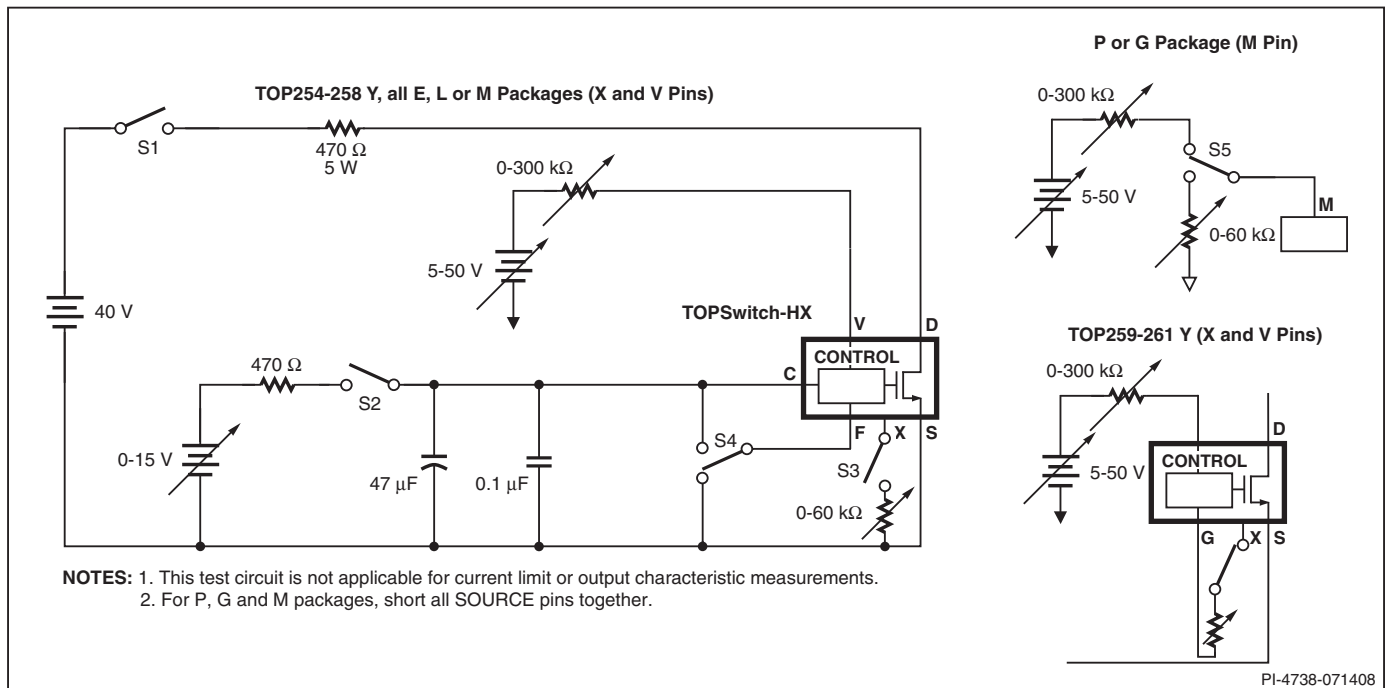 TOP254-258 Y, all E, L or M Packages (X and V Pins)
S1
470 Ω
5 W
0-300 kΩ
5-50 V
40 V
TOPSwitch-HX
V
D
CONTROL
C
470 Ω
S2
0-15 V
47 μF
0.1 μF
S4
F
X
S
S3
0-60 kΩ
NOTES: 1. This test circuit is not applicable for current limit or output characteristic measurements.
2. For P, G and M packages, short all SOURCE pins together.
P or G Package (M Pin)
0-300 kΩ
S5
5-50 V
M
0-60 kΩ
TOP259-261 Y (X and V Pins)
0-300 kΩ
D
5-50 V
CONTROL
G
X
S
PI-4738-071408